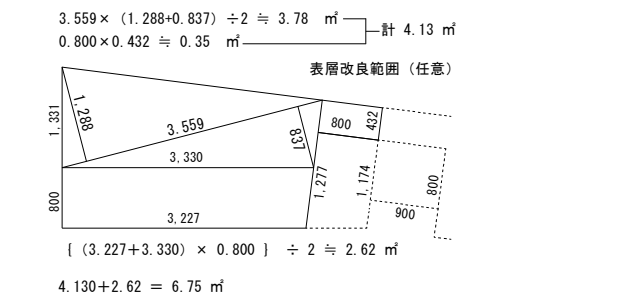 3.559×（1.288+0.837）÷2 ≒ 3.78　㎡
計 4.13 ㎡
0.800×0.432 ≒ 0.35　㎡
表層改良範囲（任意）
1,331
1,288
3.559
837
800
432
3,330
1,277
1,174
800
800
900
3,227
{（3.227＋3.330）× 0.800 } ÷ 2 ≒ 2.62 ㎡
4.130＋2.62 ＝ 6.75 ㎡